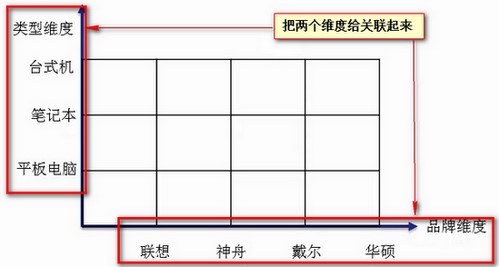 类型维度
把两个维度给关联起来
台式机
笔记本
平板电脑
品牌维度
联想 神舟 戴尔 华硕